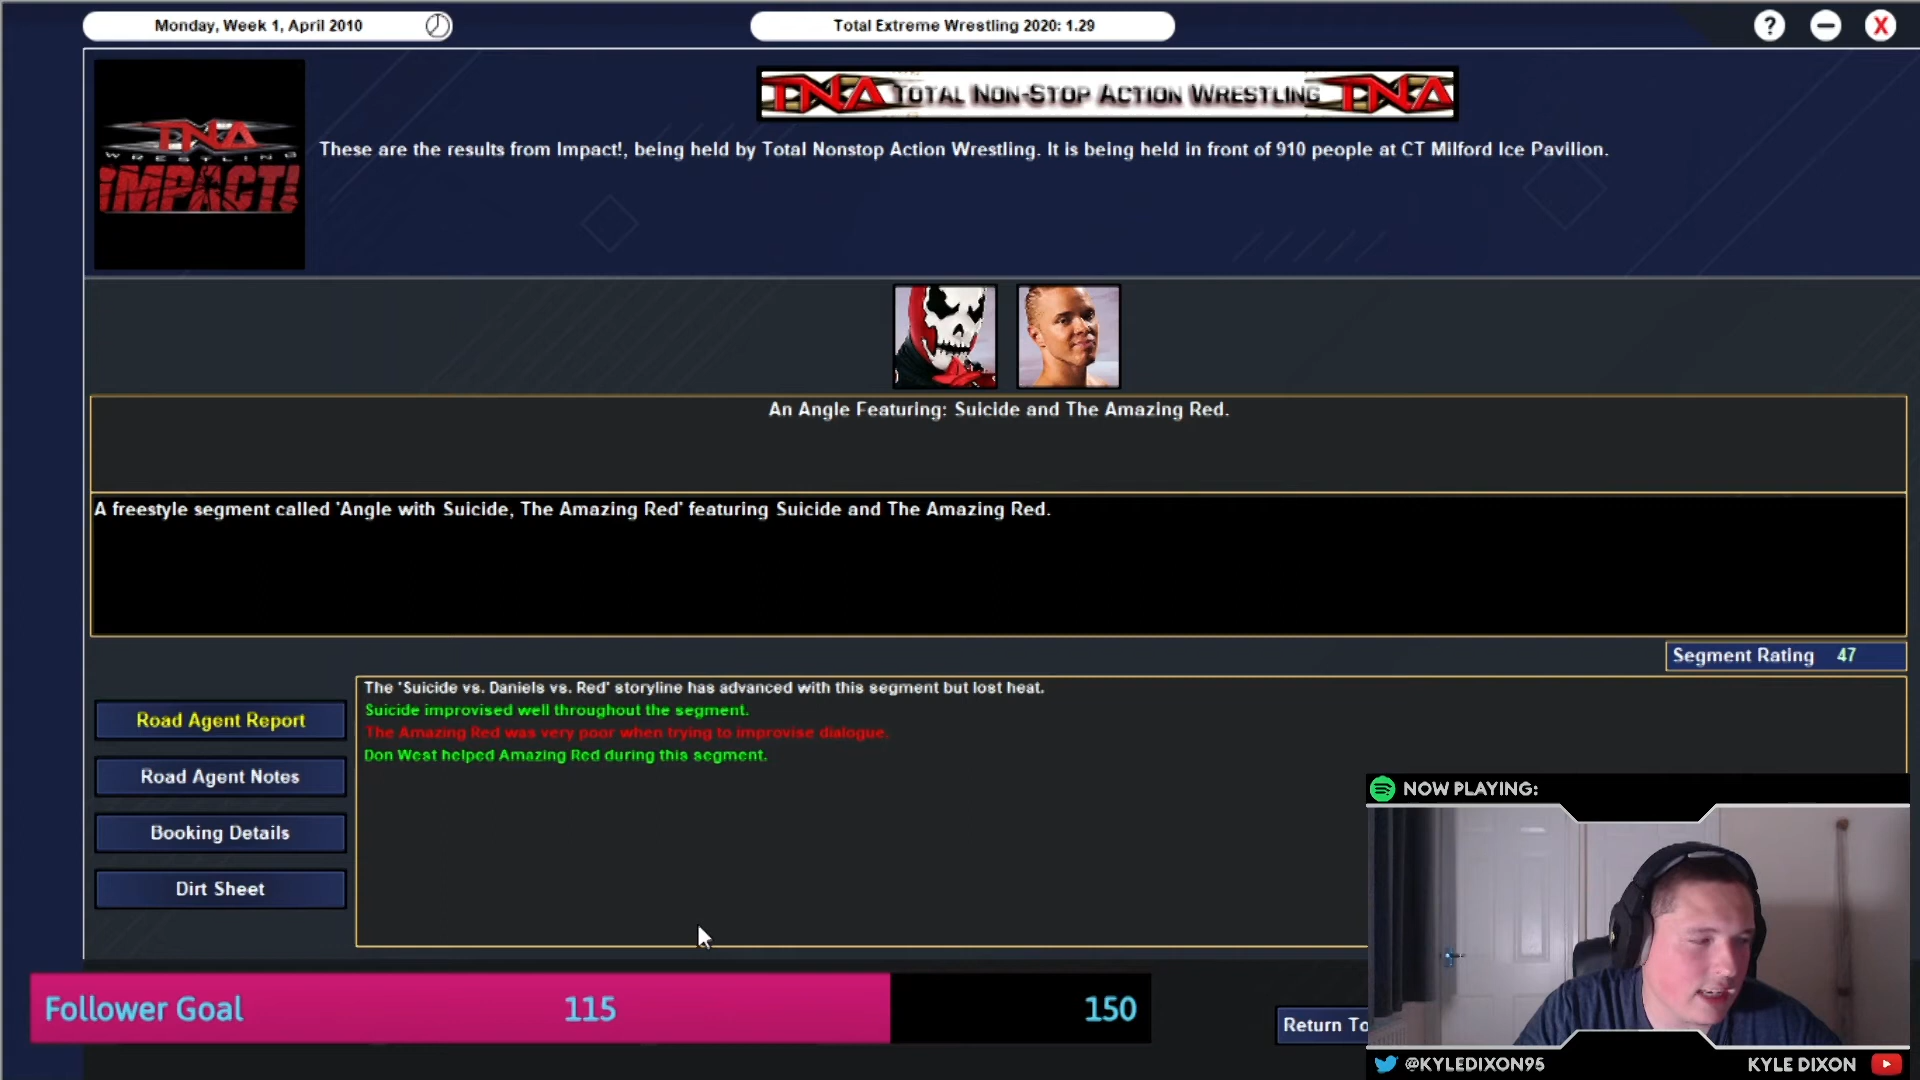 Monday, Week 1, April 2010
Total Extreme Wrestling 2020: 1.29
?
X
TNA TOTAL NON-STOP ACTION WRESTLING TNA
TNA
WRESTLING
iMPACT!
These are the results from Impact!, being held by Total Nonstop Action Wrestling. It is being held in front of 910 people at CT Milford Ice Pavilion.
An Angle Featuring: Suicide and The Amazing Red.
A freestyle segment called 'Angle with Suicide, The Amazing Red' featuring Suicide and The Amazing Red.
Segment Rating 47
The 'Suicide vs. Daniels vs. Red' storyline has advanced with this segment but lost heat.
Suicide improvised well throughout the segment.
The Amazing Red was very poor when trying to improvise dialogue.
Don West helped Amazing Red during this segment.
Road Agent Report
Road Agent Notes
Booking Details
Dirt Sheet
NOW PLAYING:
Follower Goal 115 150
Return To
@KYLEDIXON95 KYLE DIXON